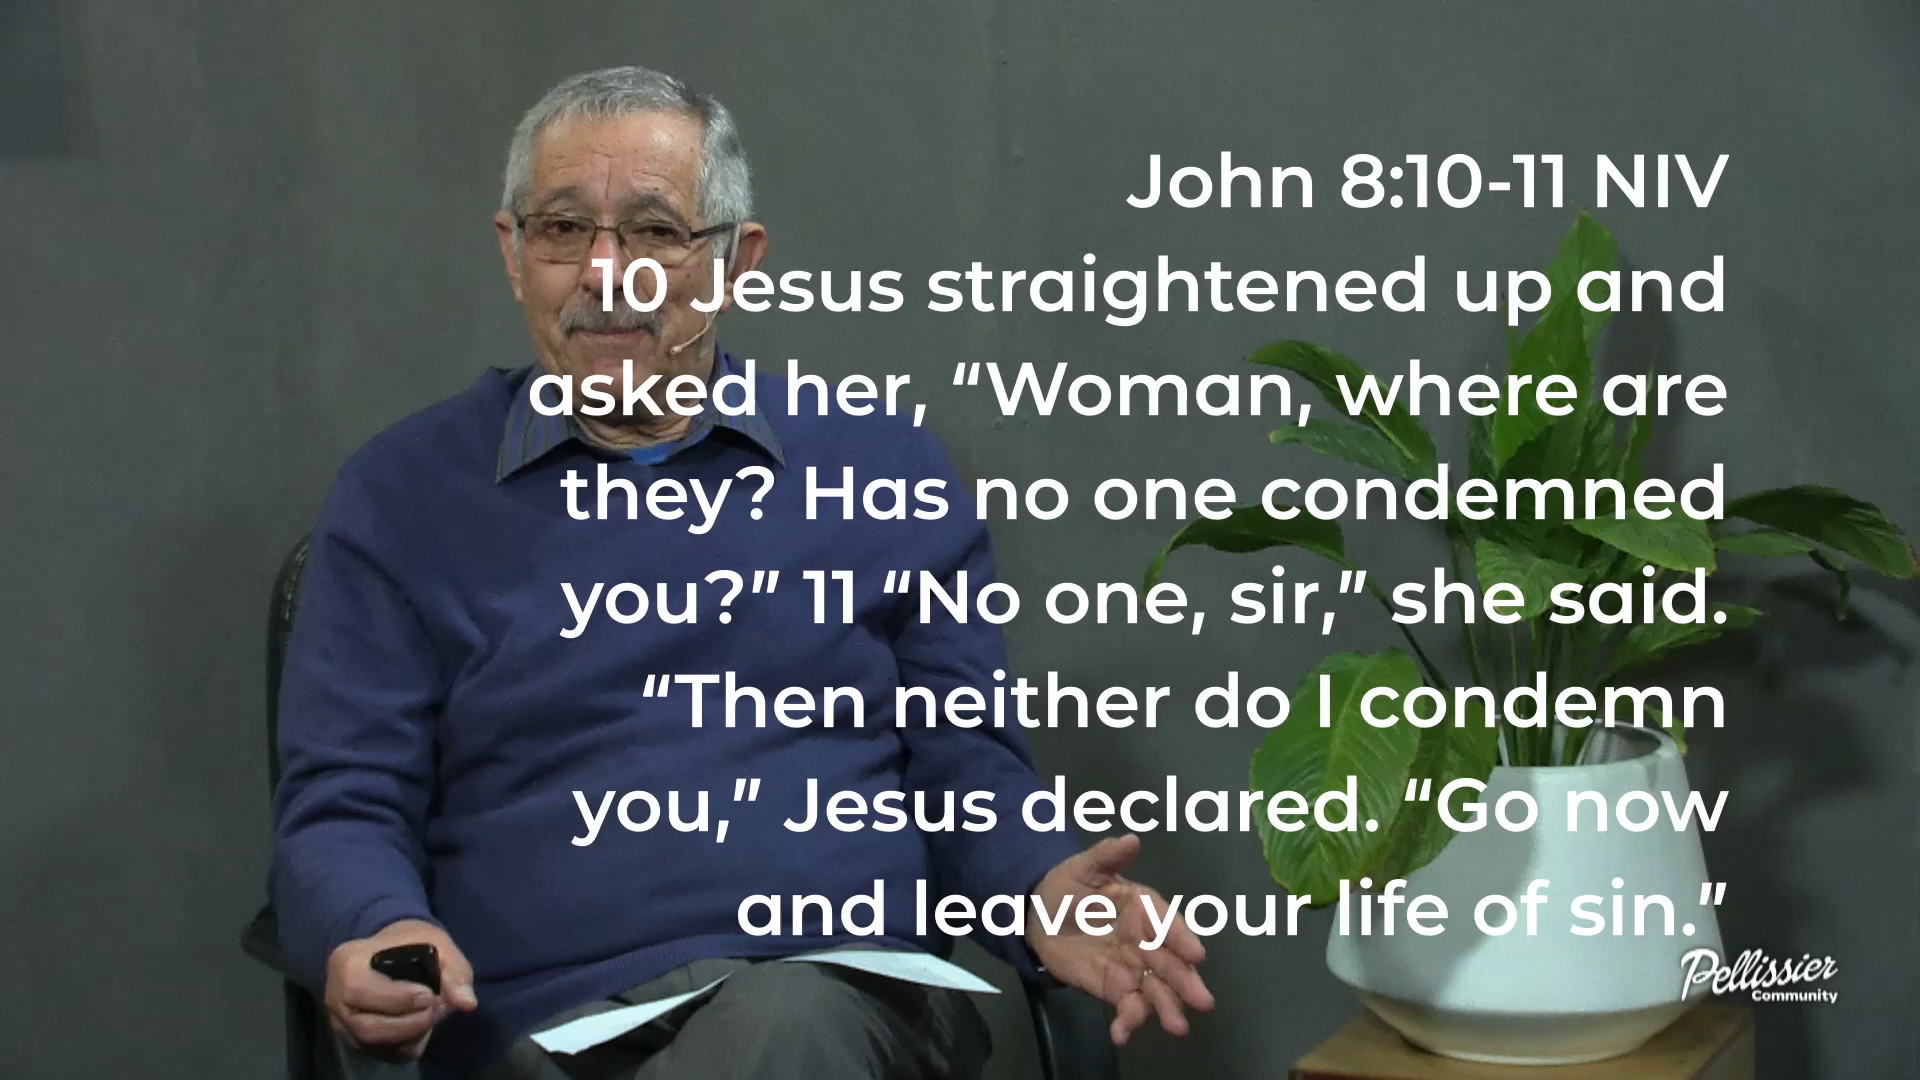 John 8:10-11 NIV
10 Jesus straightened up and
asked her, “Woman, where are
they? Has no one condemned
you?” 11 “No one, sir,” she said.
“Then neither do I condemn
you,” Jesus declared. “Go now
and leave your life of sin.”
Pellissier
Community